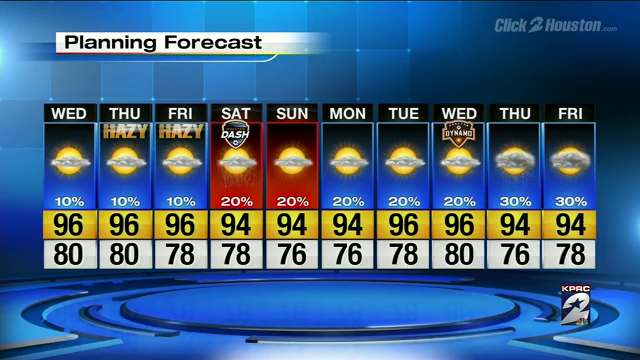 Click2Houston.com
Planning Forecast
WED THU FRI SAT SUN MON TUE WED THU FRI
HAZY HAZY DASH DYNAMO
10% 10% 10% 20% 20% 20% 20% 20% 30% 30%
96 96 96 94 94 94 96 96 94 94
80 80 78 78 76 76 78 80 76 78
KPRC
2